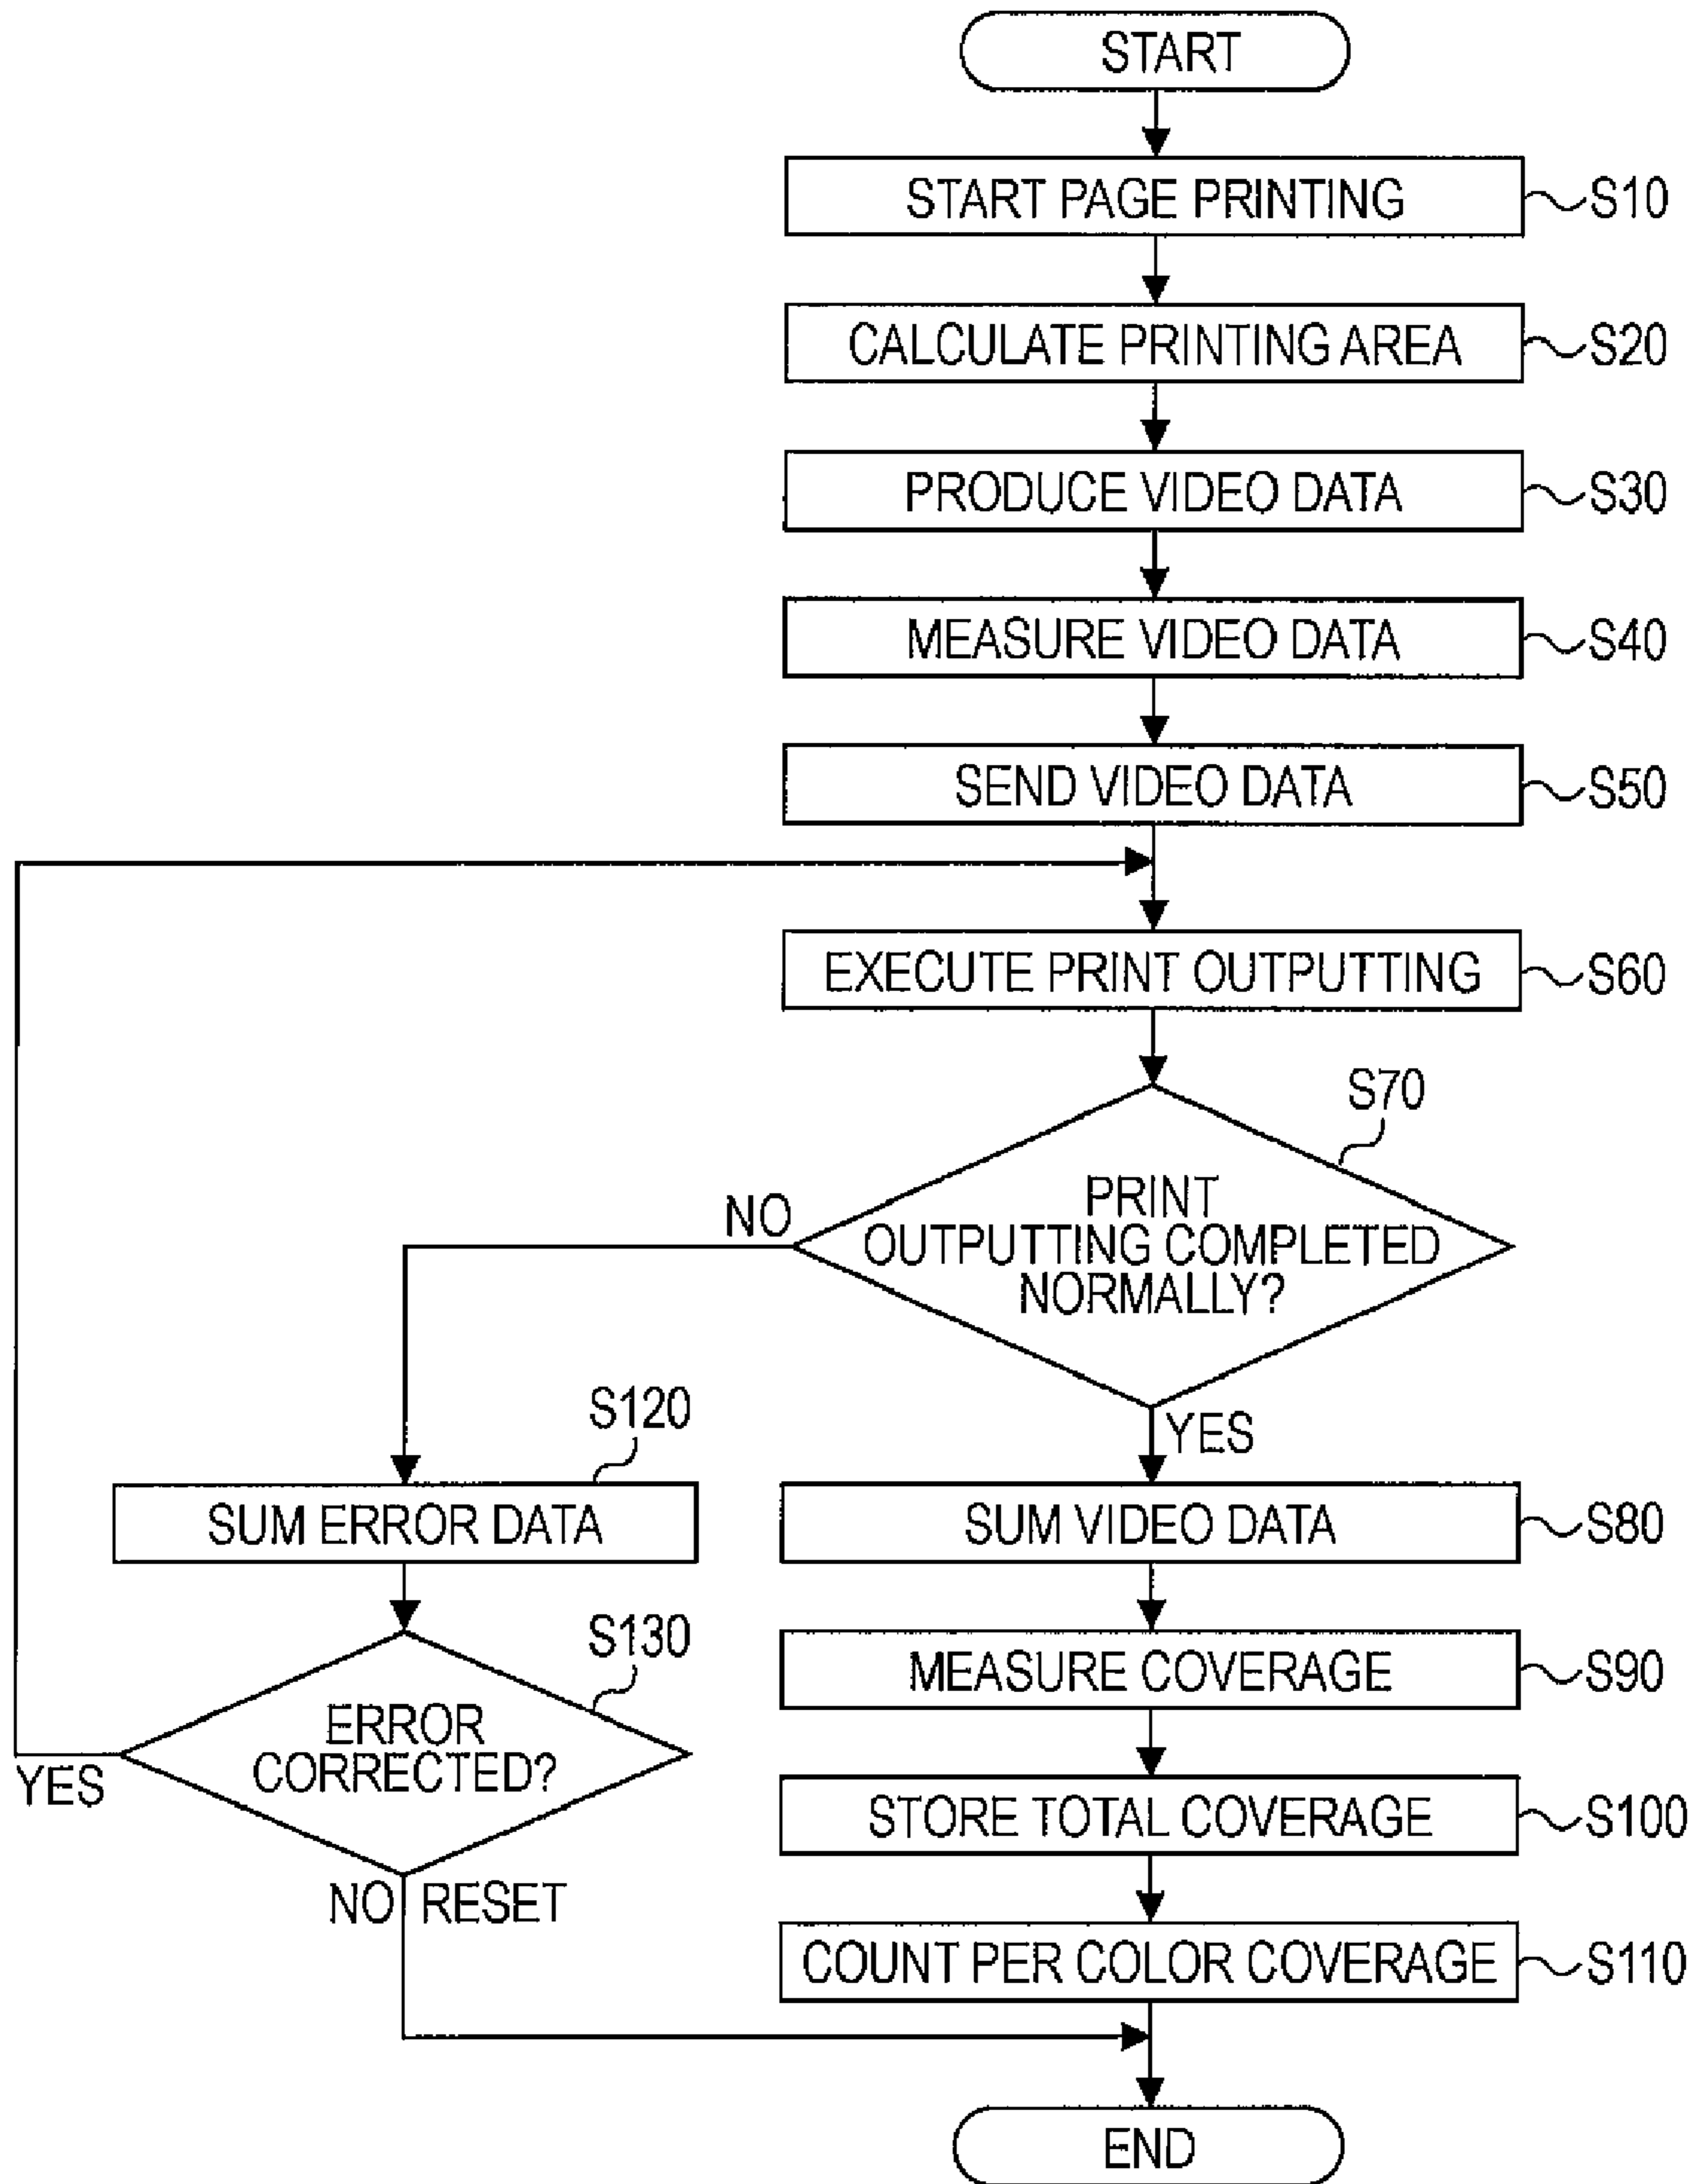 START
START PAGE PRINTING
S10
CALCULATE PRINTING AREA
S20
PRODUCE VIDEO DATA
S30
MEASURE VIDEO DATA
S40
SEND VIDEO DATA
S50
EXECUTE PRINT OUTPUTTING
S60
S70
PRINT
OUTPUTTING COMPLETED
NORMALLY?
NO
YES
S120
SUM ERROR DATA
SUM VIDEO DATA
S80
S130
ERROR
CORRECTED?
YES
NO RESET
MEASURE COVERAGE
S90
STORE TOTAL COVERAGE
S100
COUNT PER COLOR COVERAGE
S110
END